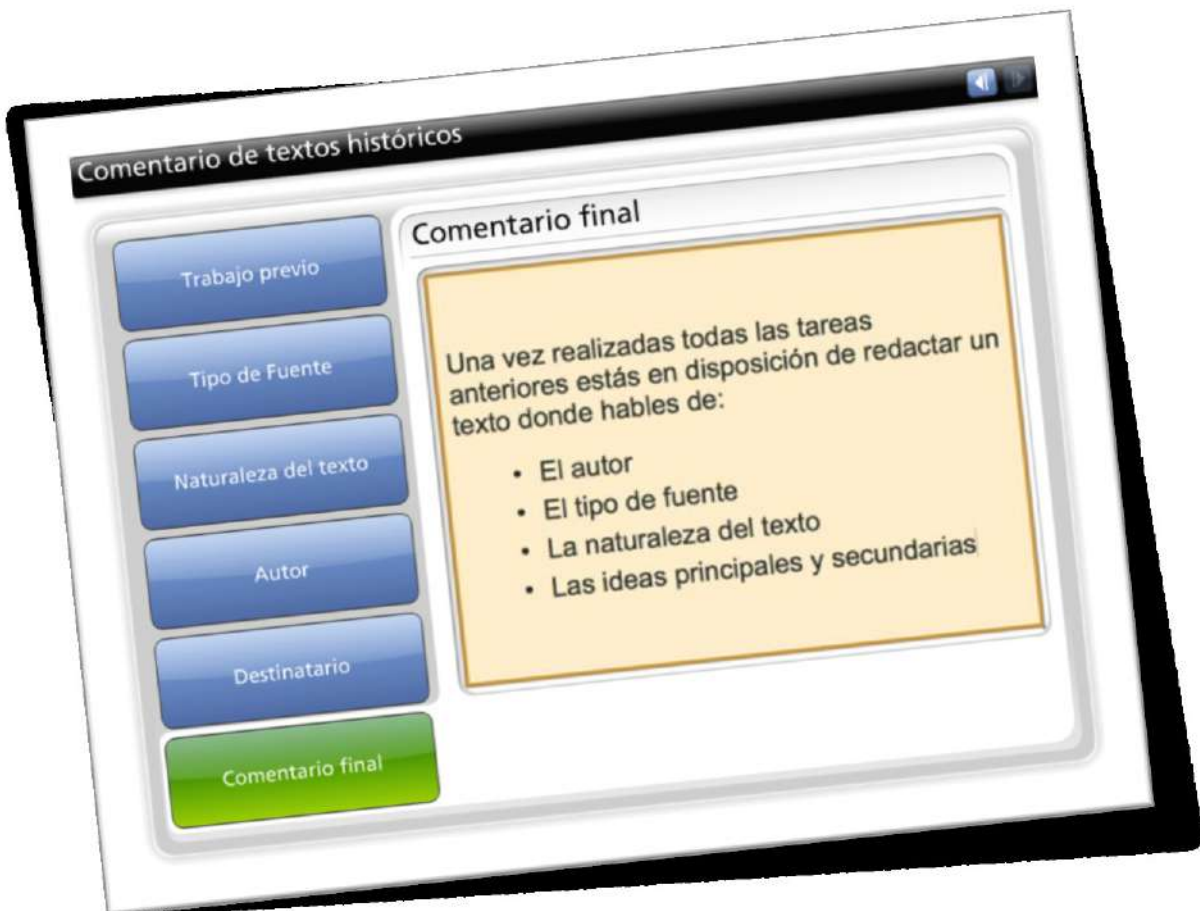 Comentario de textos históricos
Trabajo previo
Tipo de Fuente
Naturaleza del texto
Autor
Destinatario
Comentario final
Comentario final
Una vez realizadas todas las tareas
anteriores estás en disposición de redactar un
texto donde hables de:
• El autor
• El tipo de fuente
• La naturaleza del texto
• Las ideas principales y secundarias